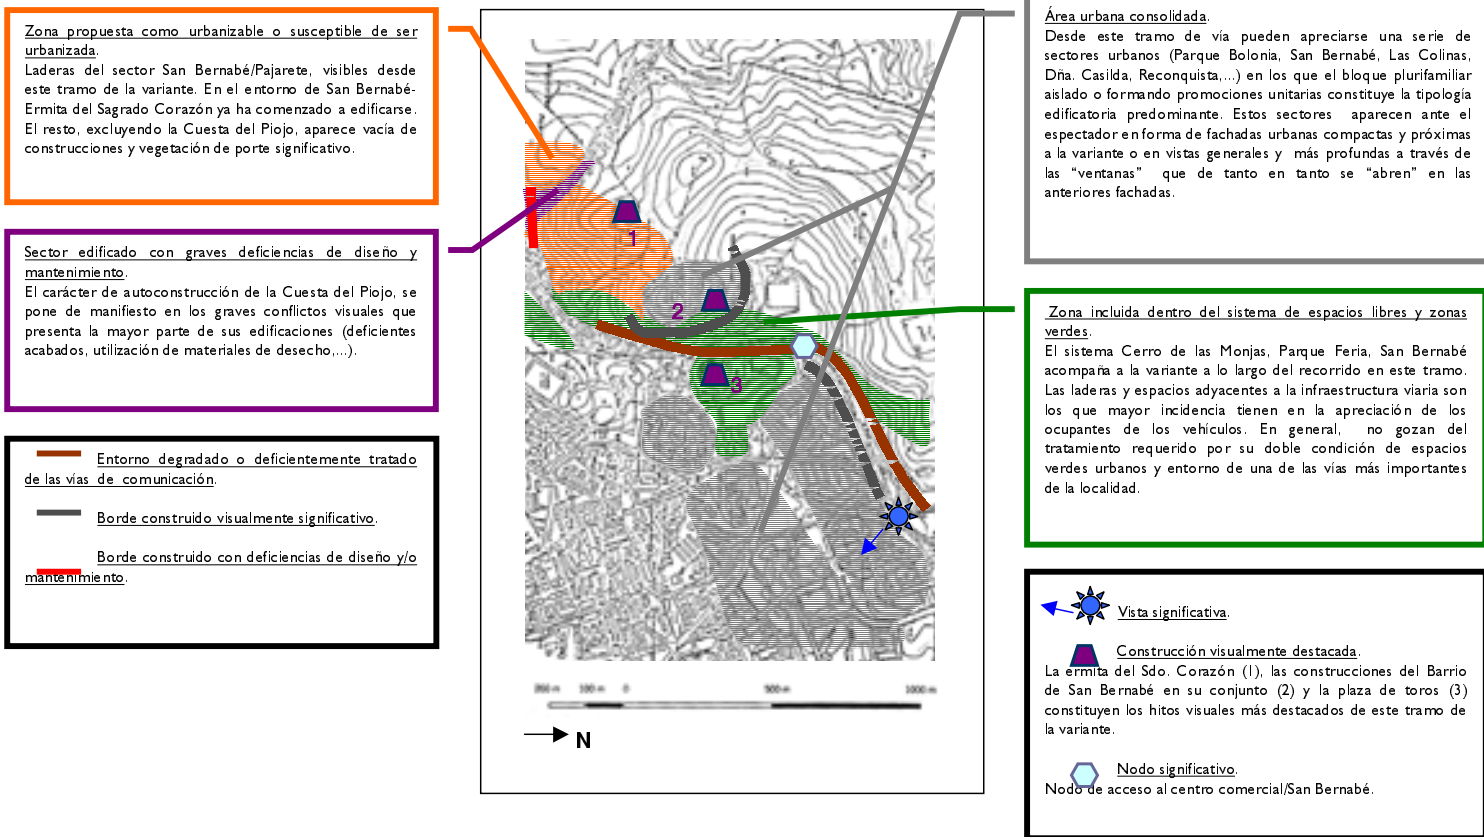 Zona propuesta como urbanizable o susceptible de ser
urbanizada.
Laderas del sector San Bernabé/Pajarete, visibles desde
este tramo de la variante. En el entorno de San Bernabé-
Ermita del Sagrado Corazón ya ha comenzado a edificarse.
El resto, excluyendo la Cuesta del Piojo, aparece vacía de
construcciones y vegetación de porte significativo.
Sector edificado con graves deficiencias de diseño y
mantenimiento.
El carácter de autoconstrucción de la Cuesta del Piojo, se
pone de manifiesto en los graves conflictos visuales que
presenta la mayor parte de sus edificaciones (deficientes
acabados, utilización de materiales de desecho,...).
Entorno degradado o deficientemente tratado
de las vías de comunicación.
Borde construido visualmente significativo.
Borde construido con deficiencias de diseño y/o
mantenimiento.
1
2
3
200 m 100 m 0 500 m 1000 m
N
Área urbana consolidada.
Desde este tramo de vía pueden apreciarse una serie de
sectores urbanos (Parque Bolonia, San Bernabé, Las Colinas,
Dña. Casilda, Reconquista,...) en los que el bloque plurifamiliar
aislado o formando promociones unitarias constituye la tipología
edificatoria predominante. Estos sectores aparecen ante el
espectador en forma de fachadas urbanas compactas y próximas
a la variante o en vistas generales y más profundas a través de
las “ventanas” que de tanto en tanto se “abren” en las
anteriores fachadas.
Zona incluida dentro del sistema de espacios libres y zonas
verdes.
El sistema Cerro de las Monjas, Parque Feria, San Bernabé
acompaña a la variante a lo largo del recorrido en este tramo.
Las laderas y espacios adyacentes a la infraestructura viaria son
los que mayor incidencia tienen en la apreciación de los
ocupantes de los vehículos. En general, no gozan del
tratamiento requerido por su doble condición de espacios
verdes urbanos y entorno de una de las vías más importantes
de la localidad.
Vista significativa.
Construcción visualmente destacada.
La ermita del Sdo. Corazón (1), las construcciones del Barrio
de San Bernabé en su conjunto (2) y la plaza de toros (3)
constituyen los hitos visuales más destacados de este tramo de
la variante.
Nodo significativo.
Nodo de acceso al centro comercial/San Bernabé.